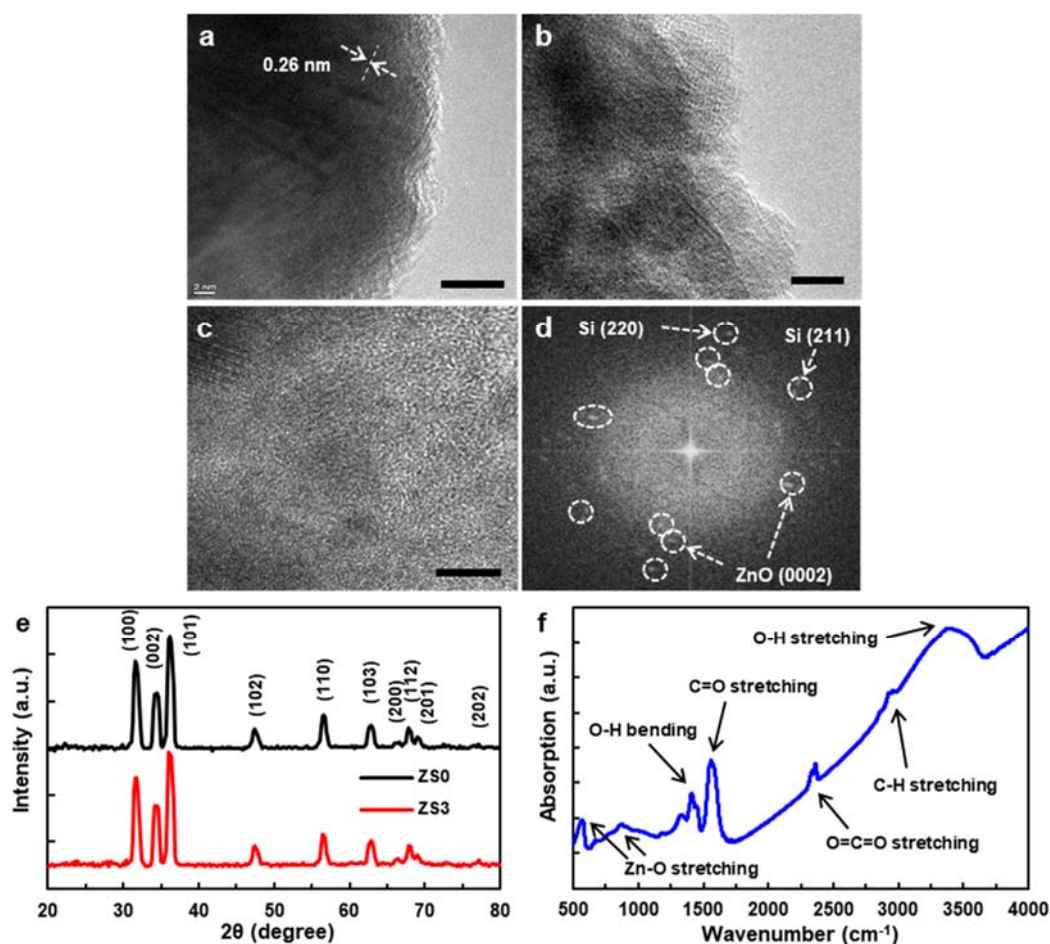 a
0.26 nm
2 nm
b
c
d
Si (220)
Si (211)
ZnO (0002)
e
(100)
(002)
(101)
(102)
(110)
(103)
(200)
(112)
(201)
(202)
ZS0
ZS3
Intensity (a.u.)
20 30 40 50 60 70 80
2θ (degree)
f
O-H stretching
C=O stretching
O-H bending
C-H stretching
O=C=O stretching
Zn-O stretching
Absorption (a.u.)
500 1000 1500 2000 2500 3000 3500 4000
Wavenumber (cm⁻¹)